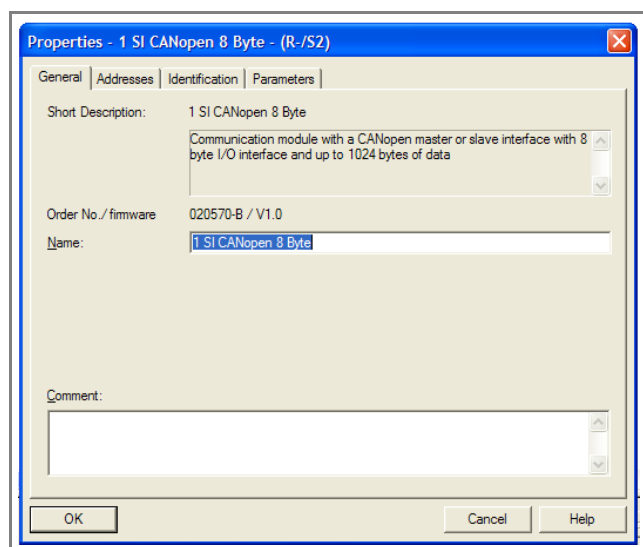 Properties - 1 SI CANopen 8 Byte - (R-/S2)
General Addresses Identification Parameters
Short Description: 1 SI CANopen 8 Byte
Communication module with a CANopen master or slave interface with 8
byte I/O interface and up to 1024 bytes of data
Order No./ firmware 020570-B / V1.0
Name: 1 SI CANopen 8 Byte
Comment:
OK Cancel Help